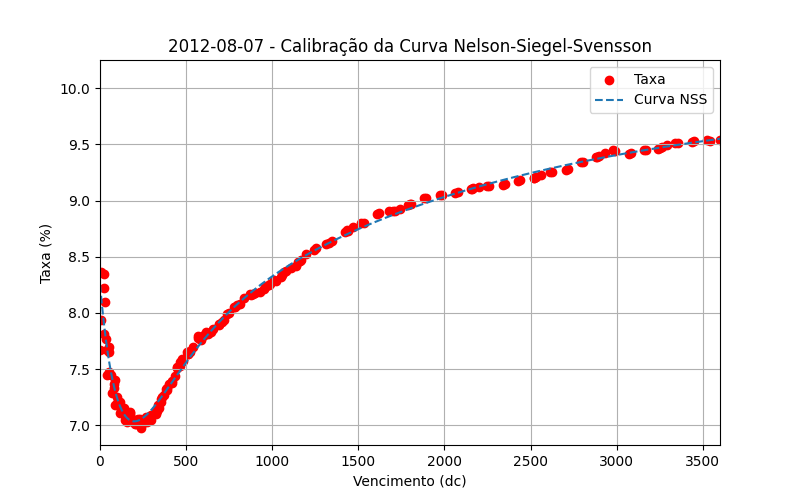 2012-08-07 - Calibração da Curva Nelson-Siegel-Svensson
Taxa
Curva NSS
10.0
9.5
9.0
8.5
8.0
7.5
7.0
Taxa (%)
0 500 1000 1500 2000 2500 3000 3500
Vencimento (dc)